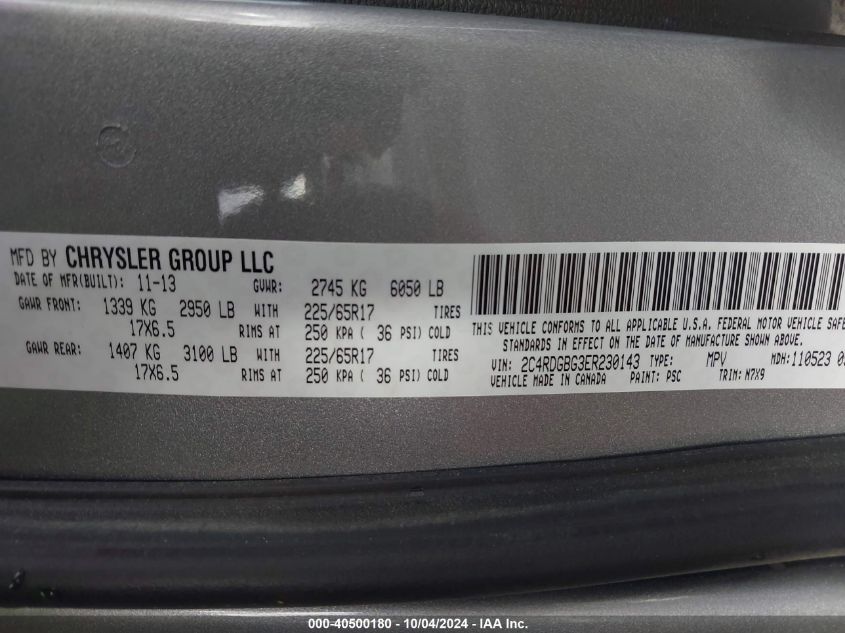 MFD BY CHRYSLER GROUP LLC
DATE OF MFR(BUILT): 11-13 GVWR: 2745 KG 6050 LB
GAWR FRONT: 1339 KG 2950 LB WITH 225/65R17 TIRES
17X6.5 RIMS AT 250 KPA ( 36 PSI) COLD
GAWR REAR: 1407 KG 3100 LB WITH 225/65R17 TIRES
17X6.5 RIMS AT 250 KPA ( 36 PSI) COLD
THIS VEHICLE CONFORMS TO ALL APPLICABLE U.S.A. FEDERAL MOTOR VEHICLE SAFE
STANDARDS IN EFFECT ON THE DATE OF MANUFACTURE SHOWN ABOVE.
VIN: 2C4RDGBG3ER230143 TYPE: MPV MDH: 110523
VEHICLE MADE IN CANADA PAINT: PSC TRIM: M7X9
000-40500180 - 10/04/2024 - IAA Inc.